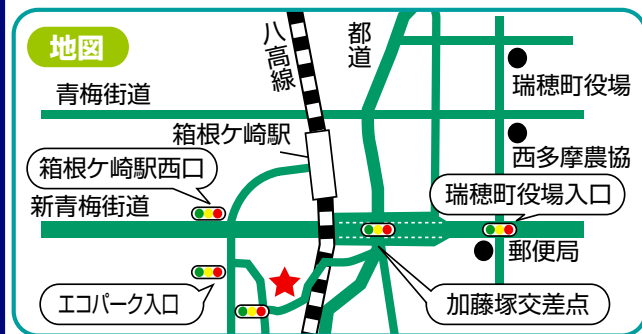 地図
八高線
都道
瑞穂町役場
青梅街道
箱根ケ崎駅
西多摩農協
箱根ケ崎駅西口
瑞穂町役場入口
新青梅街道
郵便局
エコパーク入口
加藤塚交差点